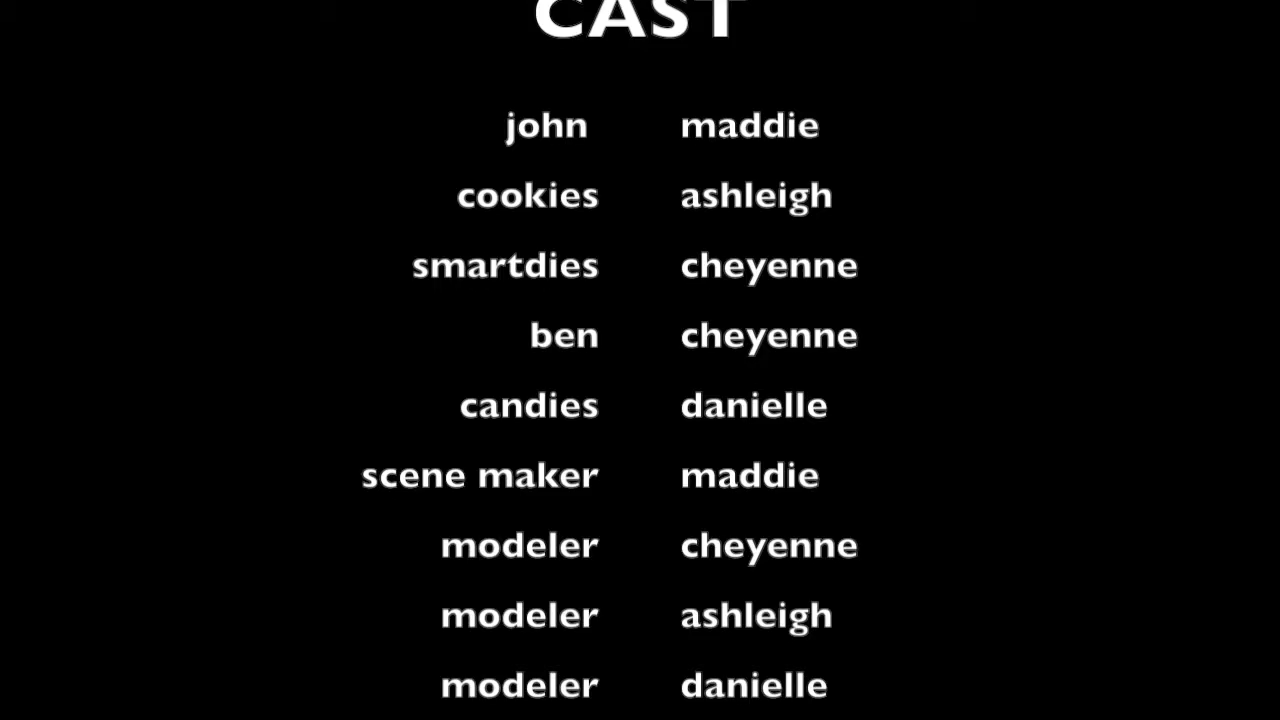 CAST
john maddie
cookies ashleigh
smartdies cheyenne
ben cheyenne
candies danielle
scene maker maddie
modeler cheyenne
modeler ashleigh
modeler danielle